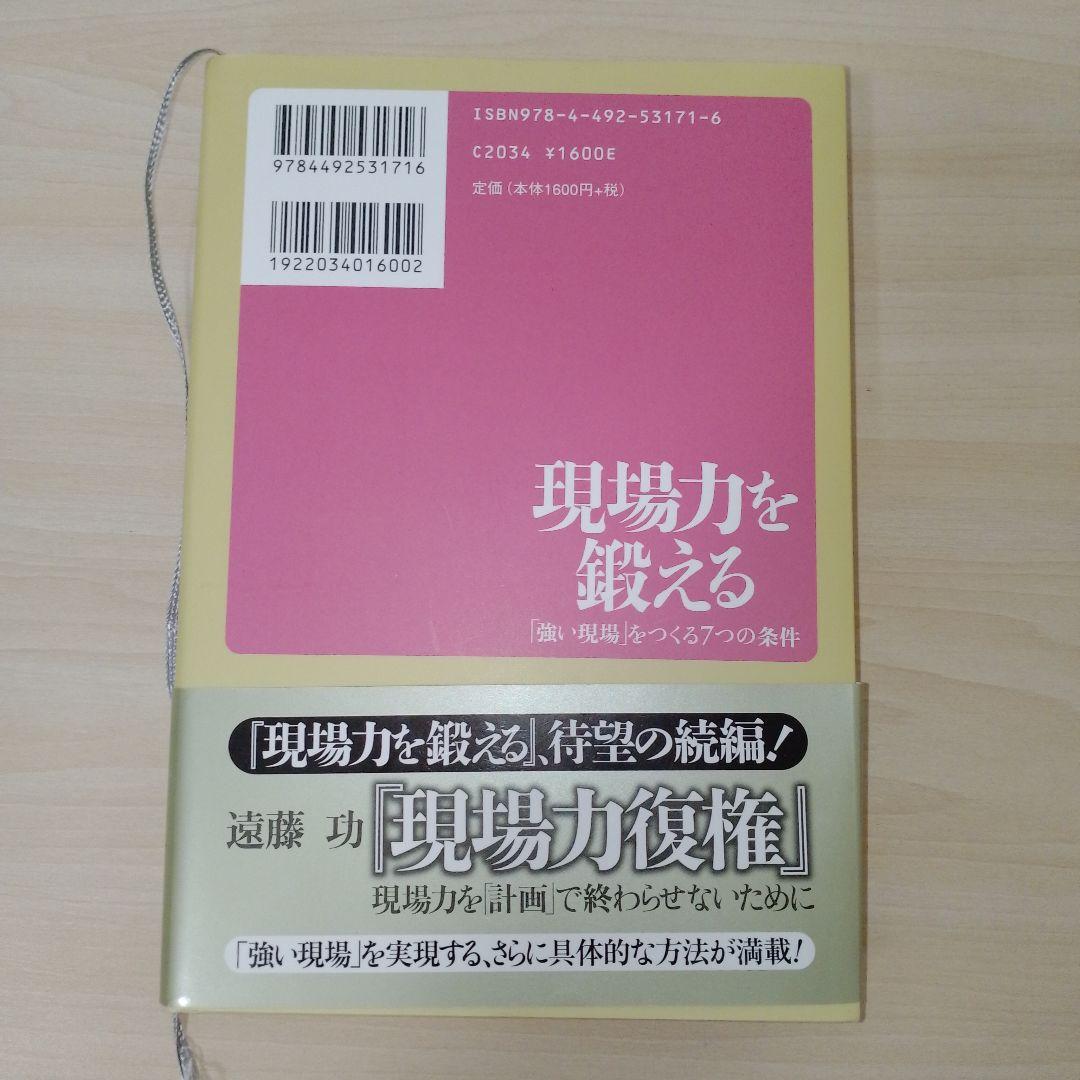 9784492531716
1922034016002
ISBN978-4-492-53171-6
C2034 ¥1600E
定価（本体1600円+税）
現場力を
鍛える
「強い現場」をつくる7つの条件
『現場力を鍛える』、待望の続編！
遠藤 功『現場力復権』
現場力を「計画」で終わらせないために
「強い現場」を実現する、さらに具体的な方法が満載！